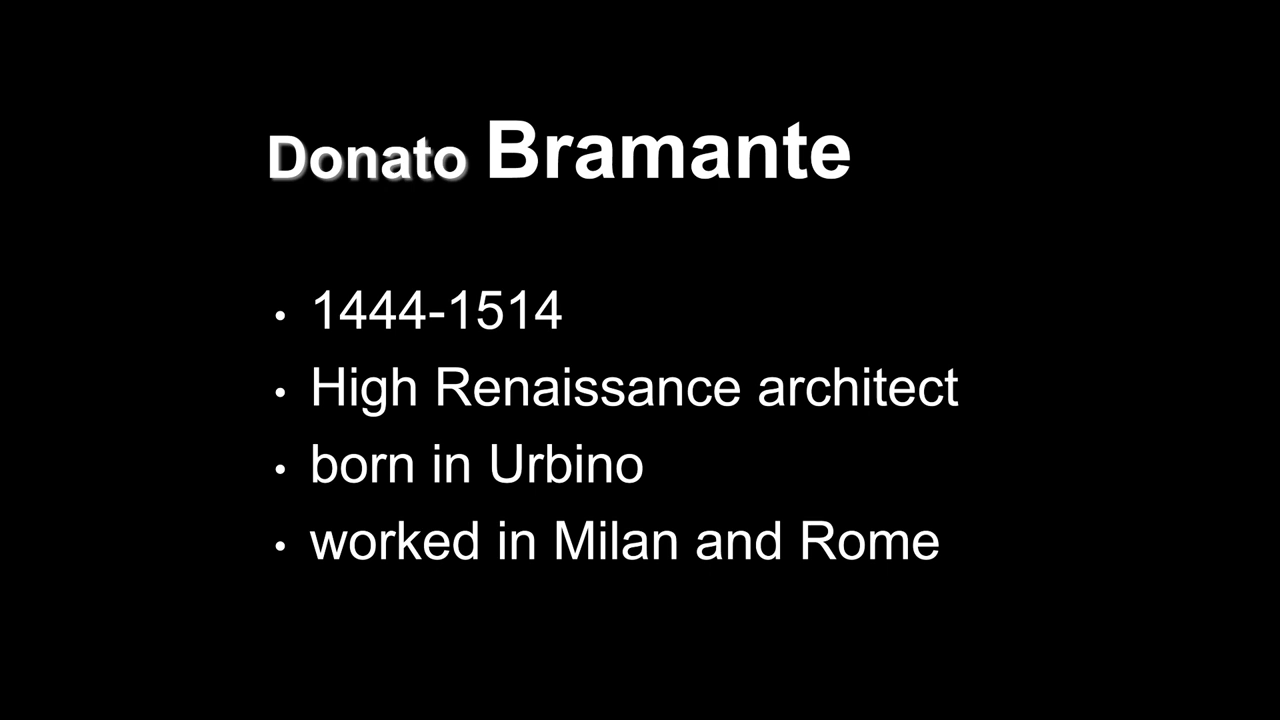 Donato Bramante
• 1444-1514
• High Renaissance architect
• born in Urbino
• worked in Milan and Rome